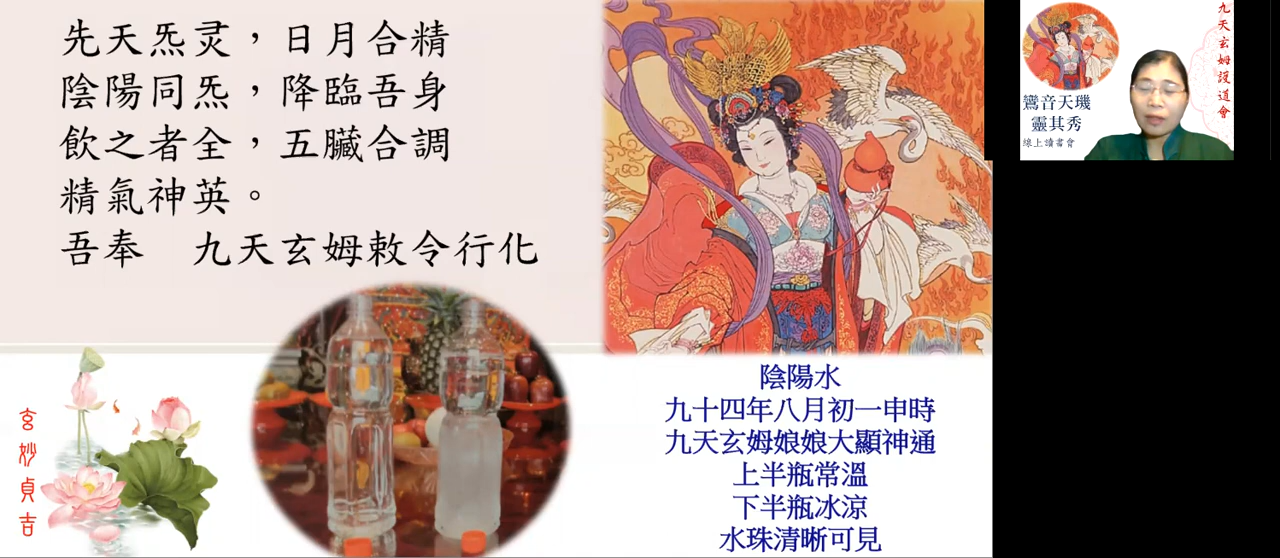 先天炁灵，日月合精
陰陽同炁，降臨吾身
飲之者全，五臟合調
精氣神英。
吾奉　九天玄姆敕令行化
玄妙貞吉
陰陽水
九十四年八月初一申時
九天玄姆娘娘大顯神通
上半瓶常溫
下半瓶冰涼
水珠清晰可見
鸞音天璣
靈其秀
線上讀書會
九天玄姆護道會